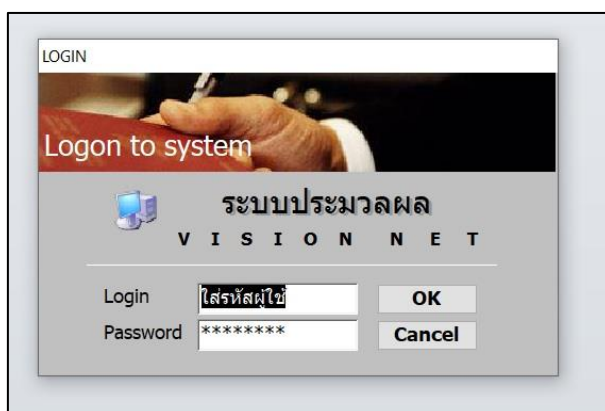 LOGIN
Logon to system
ระบบประมวลผล
V I S I O N N E T
Login ใส่รหัสผู้ใช้ OK
Password ******** Cancel